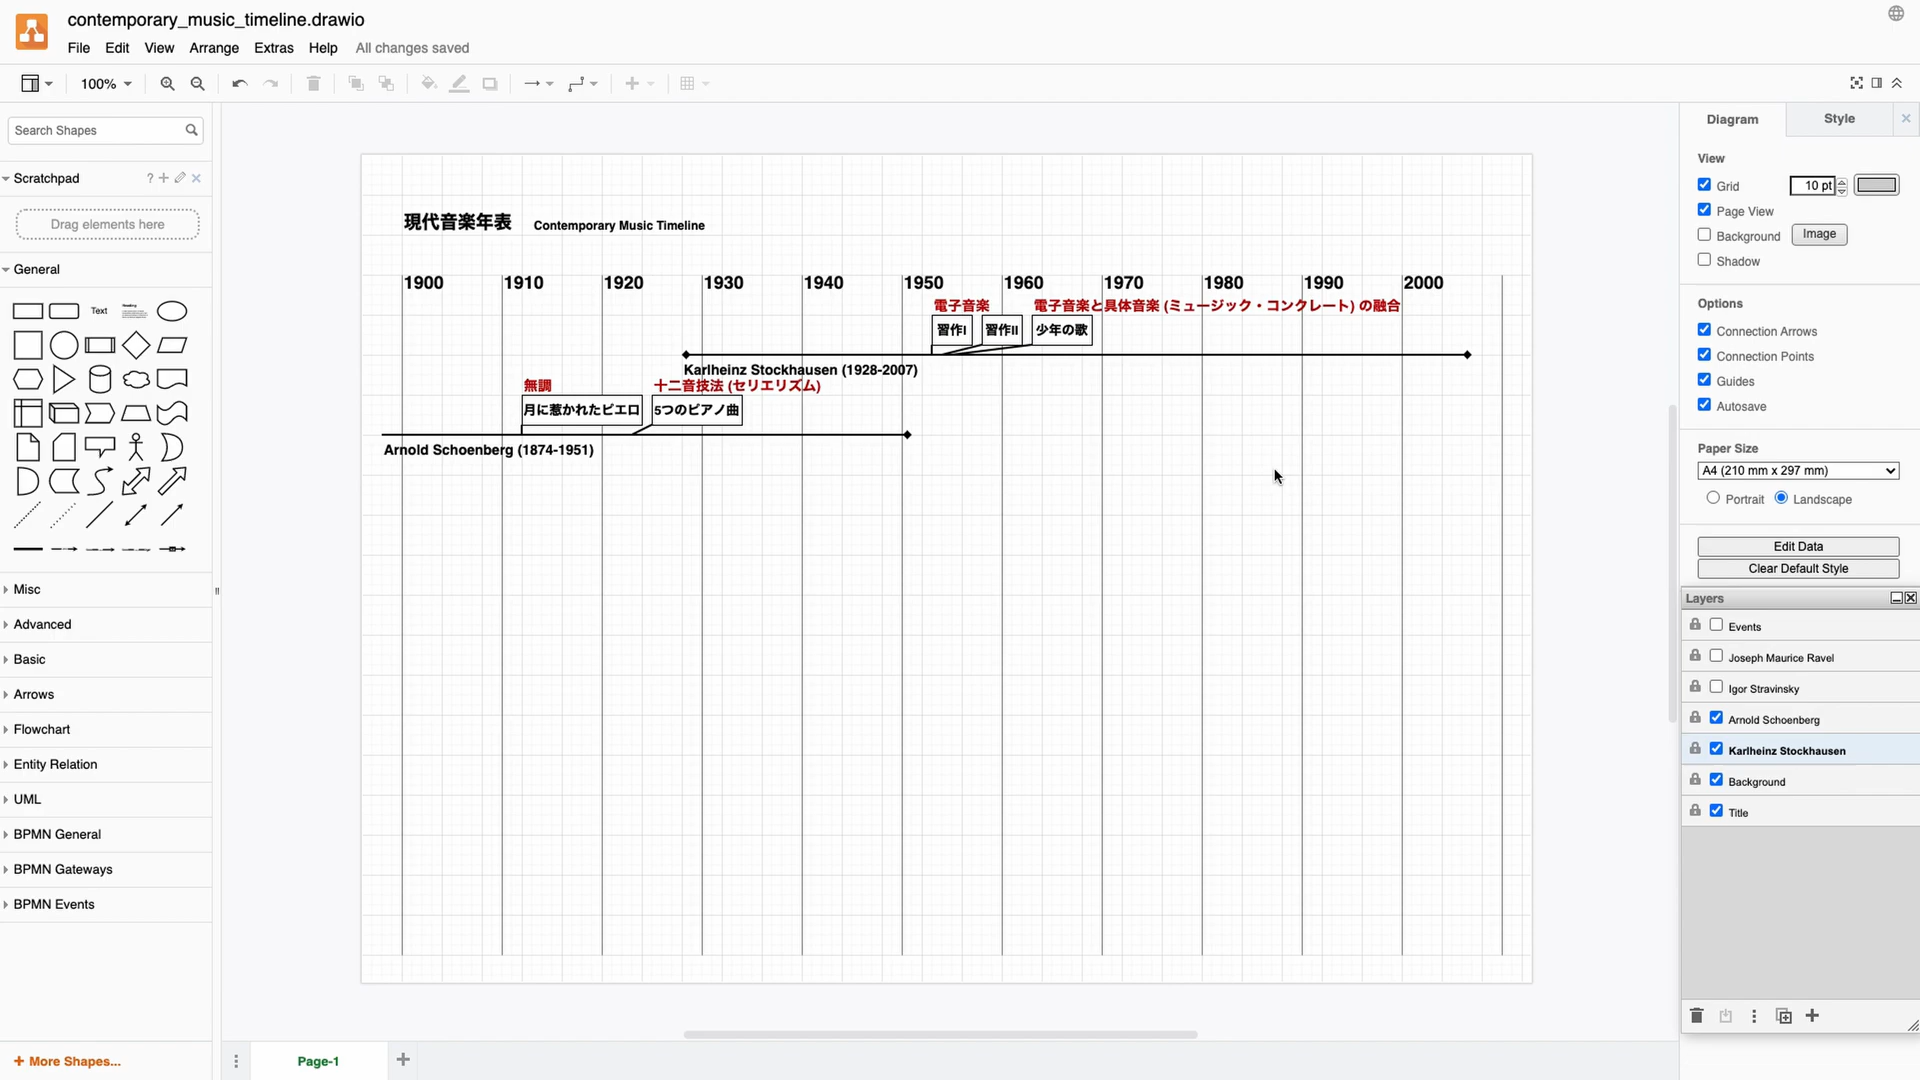 contemporary_music_timeline.drawio
File Edit View Arrange Extras Help All changes saved
100%
Search Shapes
Scratchpad
?
Drag elements here
General
Text
Heading
Misc
Advanced
Basic
Arrows
Flowchart
Entity Relation
UML
BPMN General
BPMN Gateways
BPMN Events
+ More Shapes...
現代音楽年表 Contemporary Music Timeline
1900 1910 1920 1930 1940 1950 1960 1970 1980 1990 2000
電子音楽 電子音楽と具体音楽 (ミュージック・コンクレート) の融合
習作I 習作II 少年の歌
Karlheinz Stockhausen (1928-2007)
無調 十二音技法 (セリエリズム)
月に惹かれたピエロ 5つのピアノ曲
Arnold Schoenberg (1874-1951)
Page-1
Diagram Style
View
Grid 10 pt
Page View
Background Image
Shadow
Options
Connection Arrows
Connection Points
Guides
Autosave
Paper Size
A4 (210 mm x 297 mm)
Portrait Landscape
Edit Data
Clear Default Style
Layers
Events
Joseph Maurice Ravel
Igor Stravinsky
Arnold Schoenberg
Karlheinz Stockhausen
Background
Title